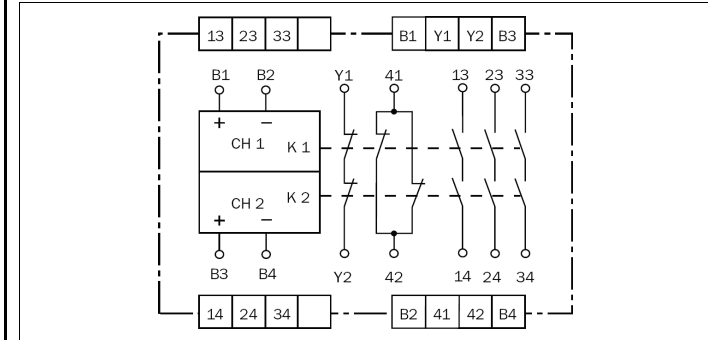 13 23 33 B1 Y1 Y2 B3
B1 B2 Y1 41 13 23 33
+ −
CH 1 K 1
CH 2 K 2
+ −
B3 B4 Y2 42 14 24 34
14 24 34 B2 41 42 B4